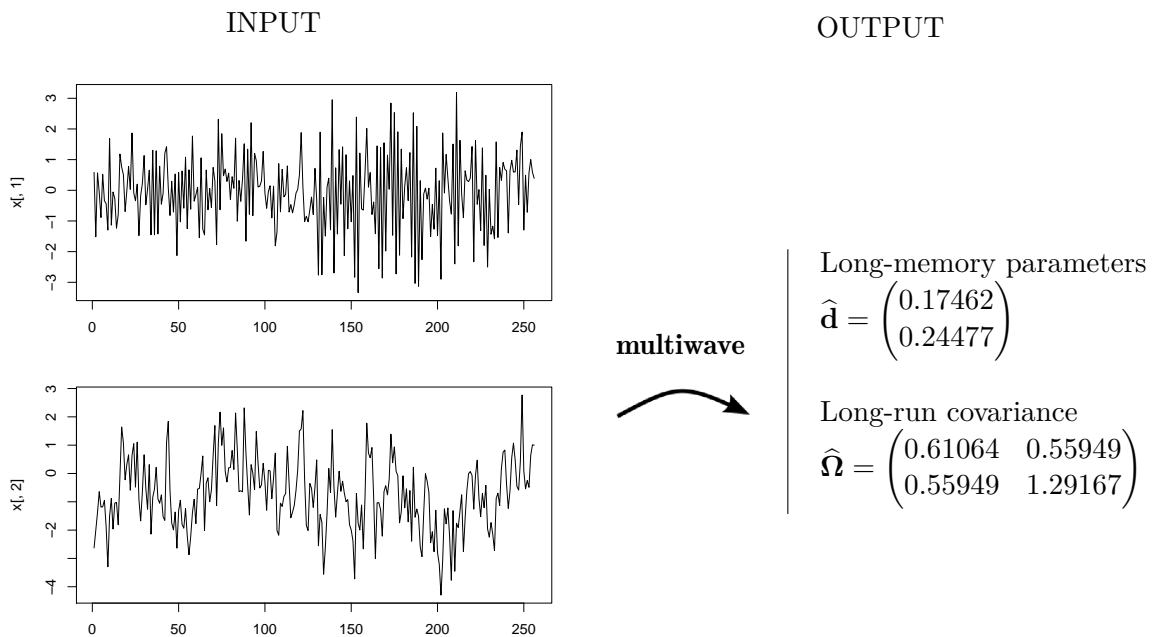 INPUT
OUTPUT
x[, 1]
3
2
1
0
−1
−2
−3
0 50 100 150 200 250
x[, 2]
3
2
1
0
−2
−4
0 50 100 150 200 250
multiwave
Long-memory parameters
d̂ = (0.17462
0.24477)
Long-run covariance
Ω̂ = (0.61064 0.55949
0.55949 1.29167)